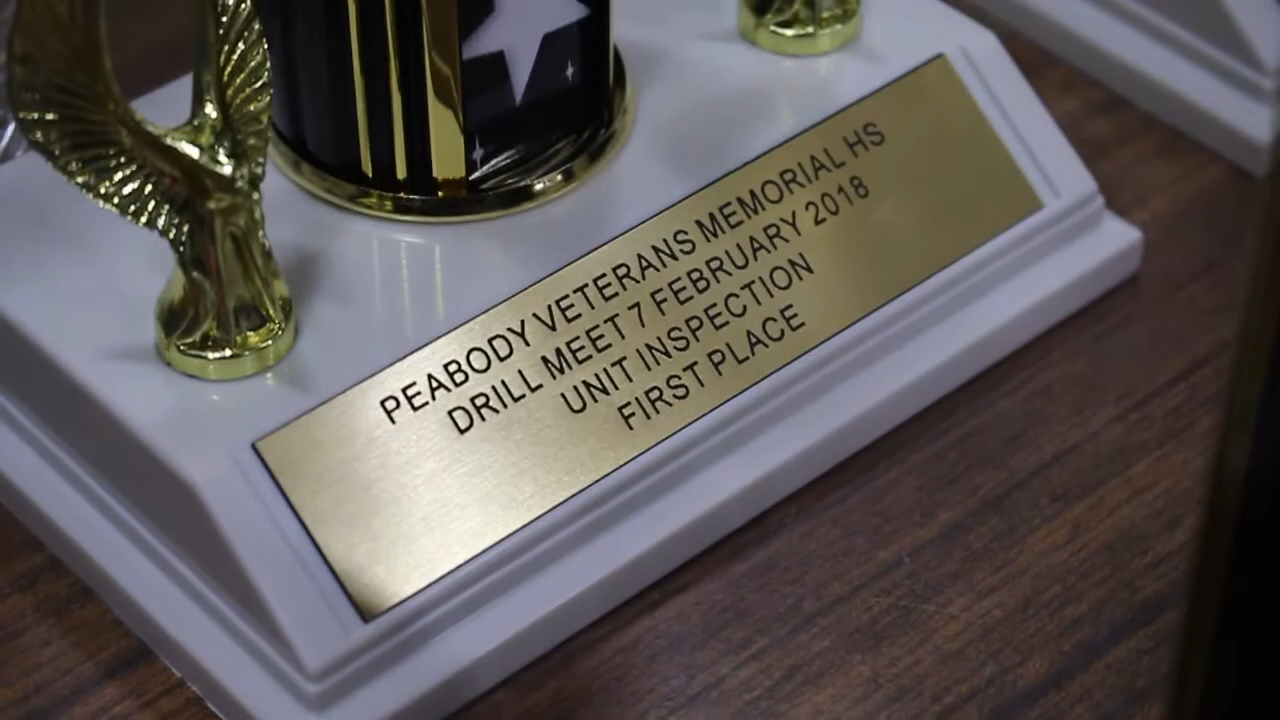 PEABODY VETERANS MEMORIAL HS
DRILL MEET 7 FEBRUARY 2018
UNIT INSPECTION
FIRST PLACE